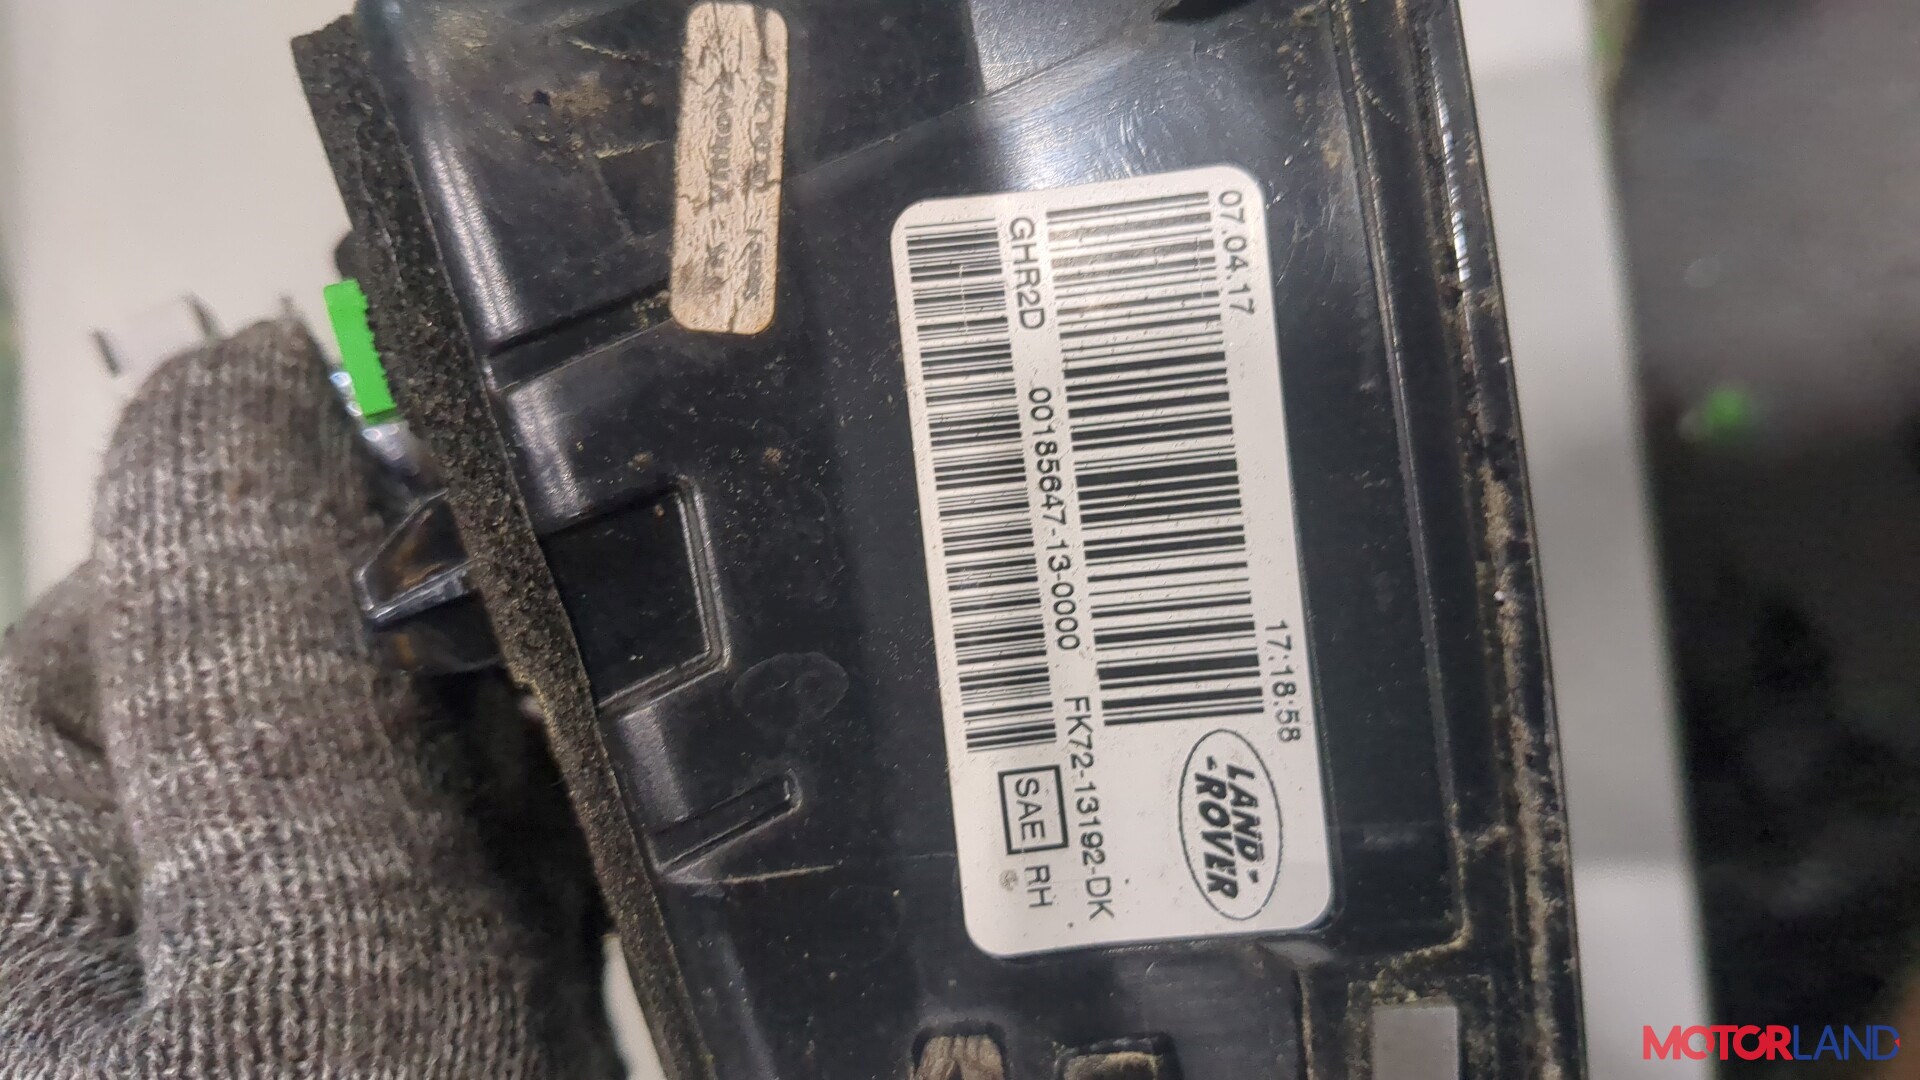 07.04.17 17:18:58
LAND-
-ROVER
GHR2D 00185647-13-0000 FK72-13192-DK
SAE RH
MOTORLAND